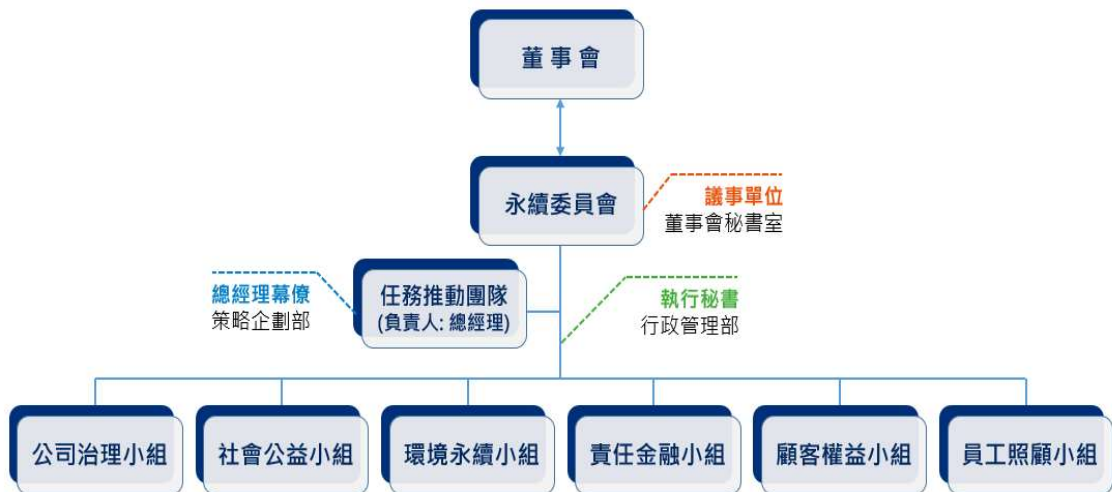 董事會
永續委員會
議事單位
董事會秘書室
總經理幕僚
策略企劃部
任務推動團隊
(負責人: 總經理)
執行秘書
行政管理部
公司治理小組
社會公益小組
環境永續小組
責任金融小組
顧客權益小組
員工照顧小組